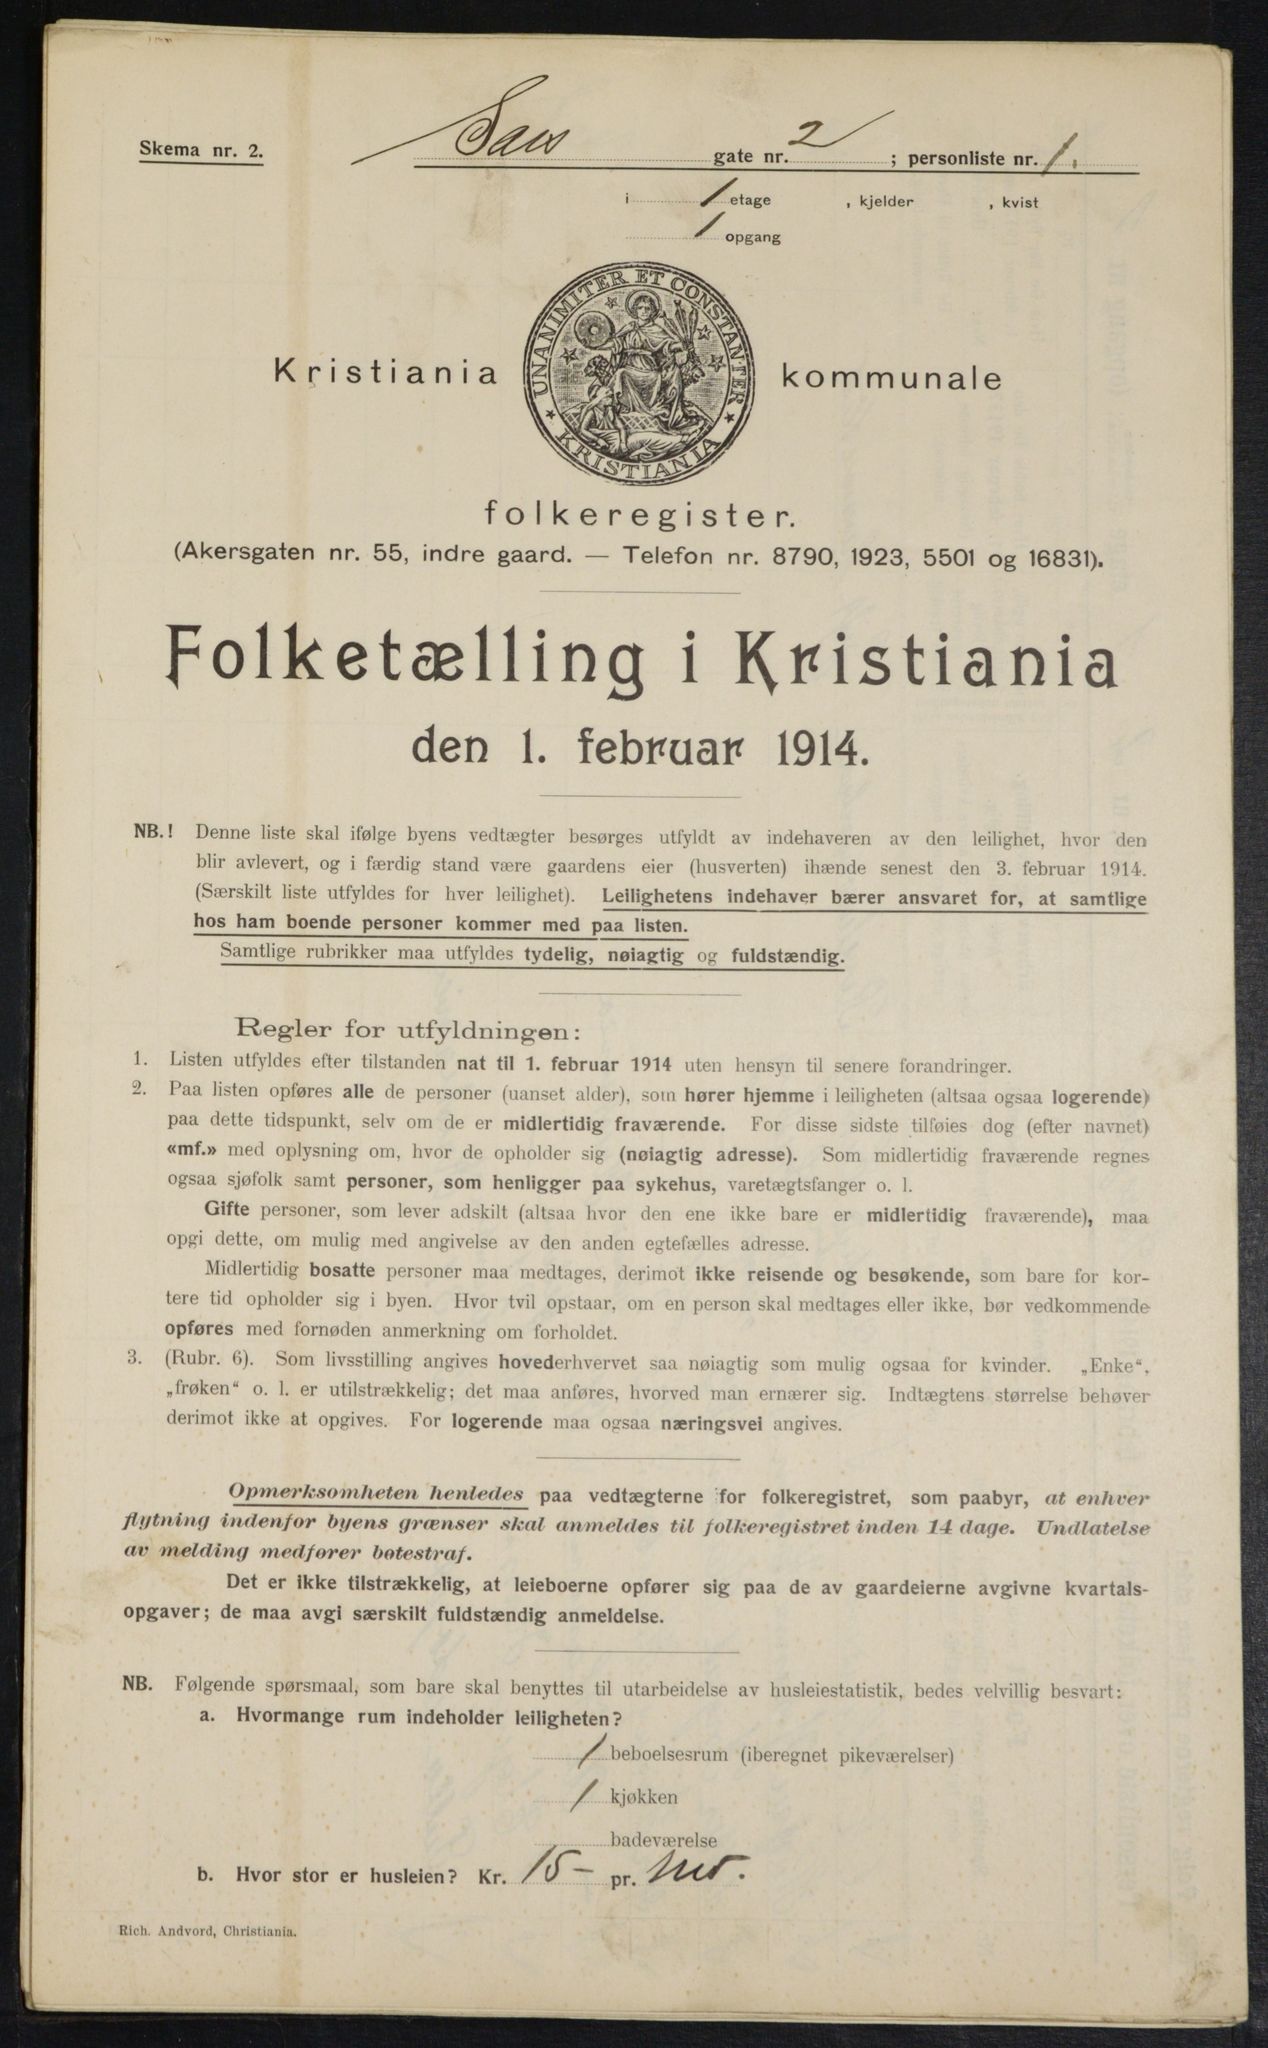 Skema nr. 2.
Sars gate nr. 2 ; personliste nr. 1.
i 1 etage , kjelder , kvist
1 opgang
UNANIMITER ET CONSTANTER
KRISTIANIA
Kristiania kommunale
folkeregister.
(Akersgaten nr. 55, indre gaard. — Telefon nr. 8790, 1923, 5501 og 16831).
Folketælling i Kristiania
den 1. februar 1914.
NB.! Denne liste skal ifølge byens vedtægter besørges utfyldt av indehaveren av den leilighet, hvor den
blir avlevert, og i færdig stand være gaardens eier (husverten) ihænde senest den 3. februar 1914.
(Særskilt liste utfyldes for hver leilighet). Leilighetens indehaver bærer ansvaret for, at samtlige
hos ham boende personer kommer med paa listen.
Samtlige rubrikker maa utfyldes tydelig, nøiagtig og fuldstændig.
Regler for utfyldningen:
1. Listen utfyldes efter tilstanden nat til 1. februar 1914 uten hensyn til senere forandringer.
2. Paa listen opføres alle de personer (uanset alder), som hører hjemme i leiligheten (altsaa ogsaa logerende)
paa dette tidspunkt, selv om de er midlertidig fraværende. For disse sidste tilføies dog (efter navnet)
«mf.» med oplysning om, hvor de opholder sig (nøiagtig adresse). Som midlertidig fraværende regnes
ogsaa sjøfolk samt personer, som henligger paa sykehus, varetægtsfanger o. l.
Gifte personer, som lever adskilt (altsaa hvor den ene ikke bare er midlertidig fraværende), maa
opgi dette, om mulig med angivelse av den anden egtefælles adresse.
Midlertidig bosatte personer maa medtages, derimot ikke reisende og besøkende, som bare for kor-
tere tid opholder sig i byen. Hvor tvil opstaar, om en person skal medtages eller ikke, bør vedkommende
opføres med fornøden anmerkning om forholdet.
3. (Rubr. 6). Som livsstilling angives hovederhvervet saa nøiagtig som mulig ogsaa for kvinder. „Enke“,
„frøken“ o. l. er utilstrækkelig; det maa anføres, hvorved man ernærer sig. Indtægtens størrelse behøver
derimot ikke at opgives. For logerende maa ogsaa næringsvei angives.
Opmerksomheten henledes paa vedtægterne for folkeregistret, som paabyr, at enhver
flytning indenfor byens grænser skal anmeldes til folkeregistret inden 14 dage. Undlatelse
av melding medfører bøtestraf.
Det er ikke tilstrækkelig, at leieboerne opfører sig paa de av gaardeierne avgivne kvartals-
opgaver; de maa avgi særskilt fuldstændig anmeldelse.
NB. Følgende spørsmaal, som bare skal benyttes til utarbeidelse av husleiestatistik, bedes velvillig besvart:
a. Hvormange rum indeholder leiligheten?
1 beboelsesrum (iberegnet pikeværelser)
1 kjøkken
badeværelse
b. Hvor stor er husleien? Kr. 15 - pr. Md.
Rich. Andvord, Christiania.